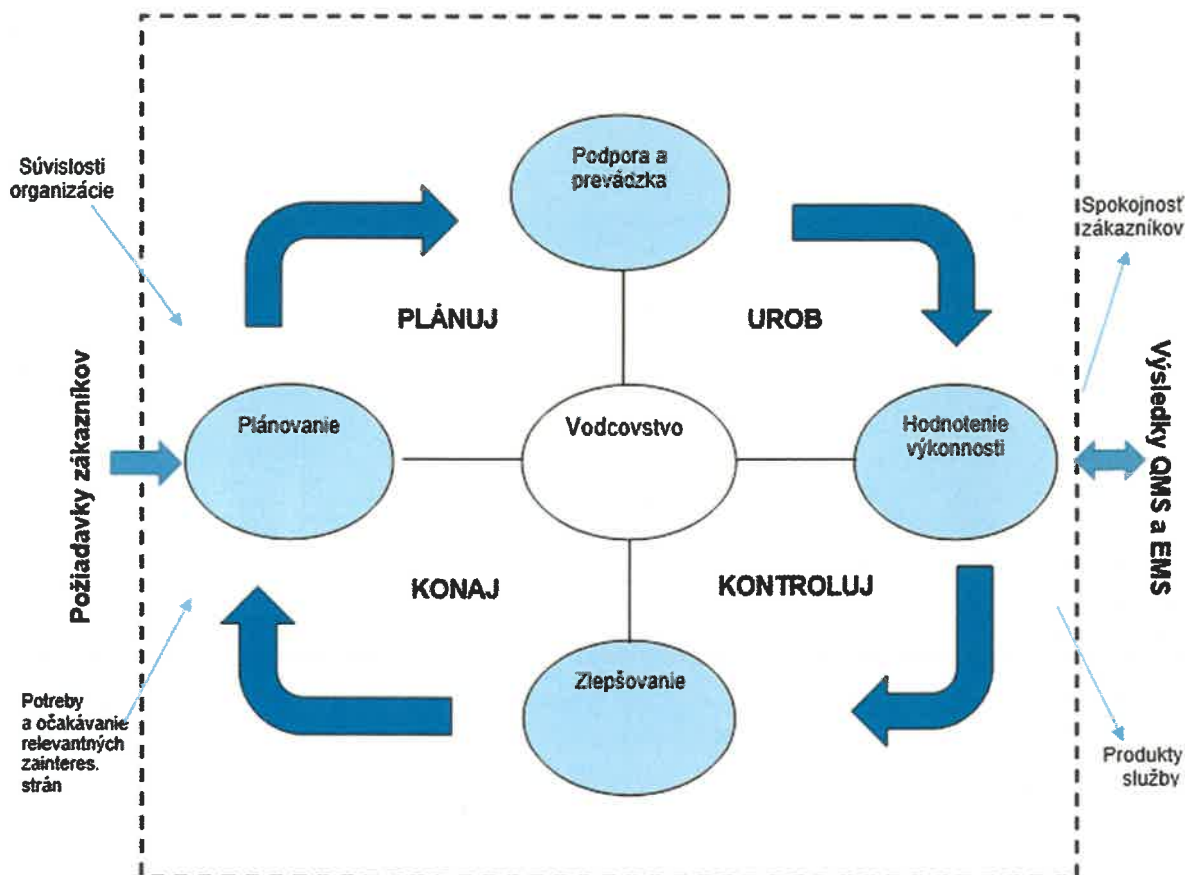 Súvislosti
organizácie
Podpora a
prevádzka
Spokojnosť
zákazníkov
PLÁNUJ
UROB
Požiadavky zákazníkov
Plánovanie
Vodcovstvo
Hodnotenie
výkonnosti
Výsledky QMS a EMS
KONAJ
KONTROLUJ
Zlepšovanie
Potreby
a očakávanie
relevantných
zainteres.
strán
Produkty
služby